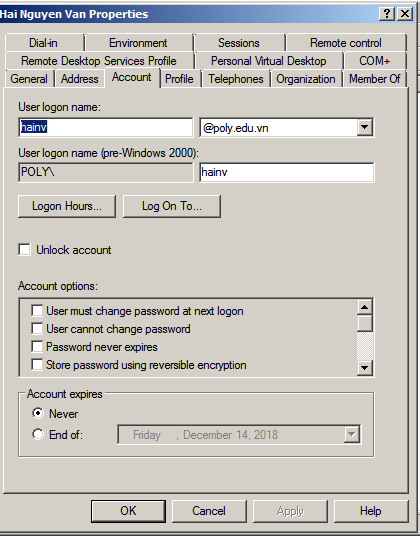 Hai Nguyen Van Properties
Dial-in Environment Sessions Remote control
Remote Desktop Services Profile Personal Virtual Desktop COM+
General Address Account Profile Telephones Organization Member Of
User logon name:
hainv @poly.edu.vn
User logon name (pre-Windows 2000):
POLY\ hainv
Logon Hours... Log On To...
Unlock account
Account options:
User must change password at next logon
User cannot change password
Password never expires
Store password using reversible encryption
Account expires
Never
End of: Friday , December 14, 2018
OK Cancel Apply Help